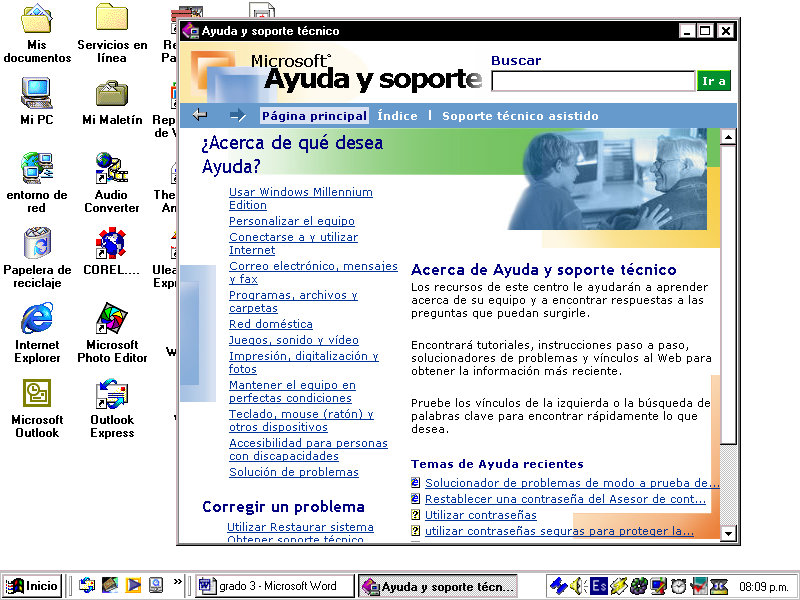 Mis
documentos
Servicios en
línea
Mi PC
Mi Maletín
entorno de
red
Audio
Converter
Papelera de
reciclaje
COREL....
Internet
Explorer
Microsoft
Photo Editor
Microsoft
Outlook
Outlook
Express
Ayuda y soporte técnico
Microsoft
Ayuda y soporte
Buscar
Ir a
Página principal Índice | Soporte técnico asistido
¿Acerca de qué desea
Ayuda?
Usar Windows Millennium
Edition
Personalizar el equipo
Conectarse a y utilizar
Internet
Correo electrónico, mensajes
y fax
Programas, archivos y
carpetas
Red doméstica
Juegos, sonido y vídeo
Impresión, digitalización y
fotos
Mantener el equipo en
perfectas condiciones
Teclado, mouse (ratón) y
otros dispositivos
Accesibilidad para personas
con discapacidades
Solución de problemas
Corregir un problema
Utilizar Restaurar sistema
Obtener soporte técnico
Acerca de Ayuda y soporte técnico
Los recursos de este centro le ayudarán a aprender
acerca de su equipo y a encontrar respuestas a las
preguntas que puedan surgirle.
Encontrará tutoriales, instrucciones paso a paso,
solucionadores de problemas y vínculos al Web para
obtener la información más reciente.
Pruebe los vínculos de la izquierda o la búsqueda de
palabras clave para encontrar rápidamente lo que
desea.
Temas de Ayuda recientes
Solucionador de problemas de modo a prueba de...
Restablecer una contraseña del Asesor de cont...
Utilizar contraseñas
utilizar contraseñas seguras para proteger la...
Inicio
»
grado 3 - Microsoft Word
Ayuda y soporte técn...
Es
08:09 p.m.